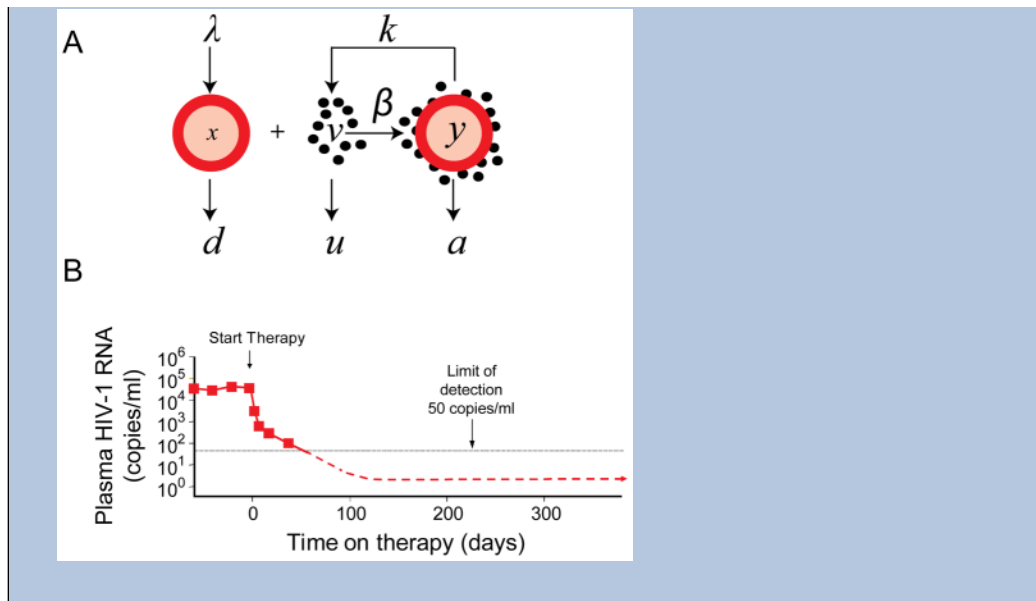 A
λ
k
x
+
v
β
y
d
u
a
B
Start Therapy
Plasma HIV-1 RNA
(copies/ml)
10⁶
10⁵
10⁴
10³
10²
10¹
10⁰
Limit of
detection
50 copies/ml
0
100
200
300
Time on therapy (days)